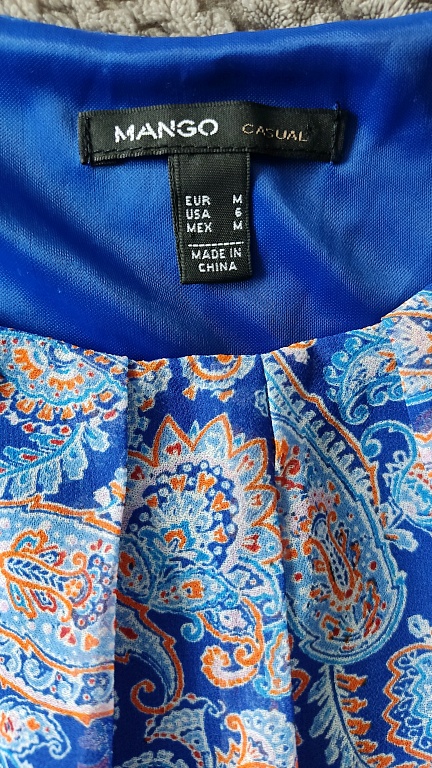 MANGO CASUAL
EUR M
USA 6
MEX M
MADE IN
CHINA